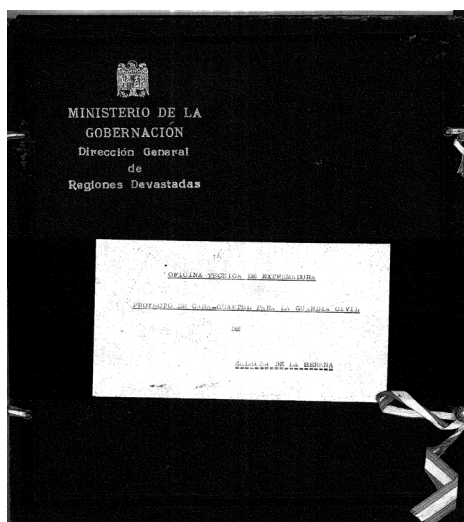 MINISTERIO DE LA
GOBERNACIÓN
Dirección General
de
Regiones Devastadas
OFICINA TECNICA DE EXTREMADURA
PROYECTO DE CASA-CUARTEL PARA LA GUARDIA CIVIL
DE
ZALAMEA DE LA SERENA